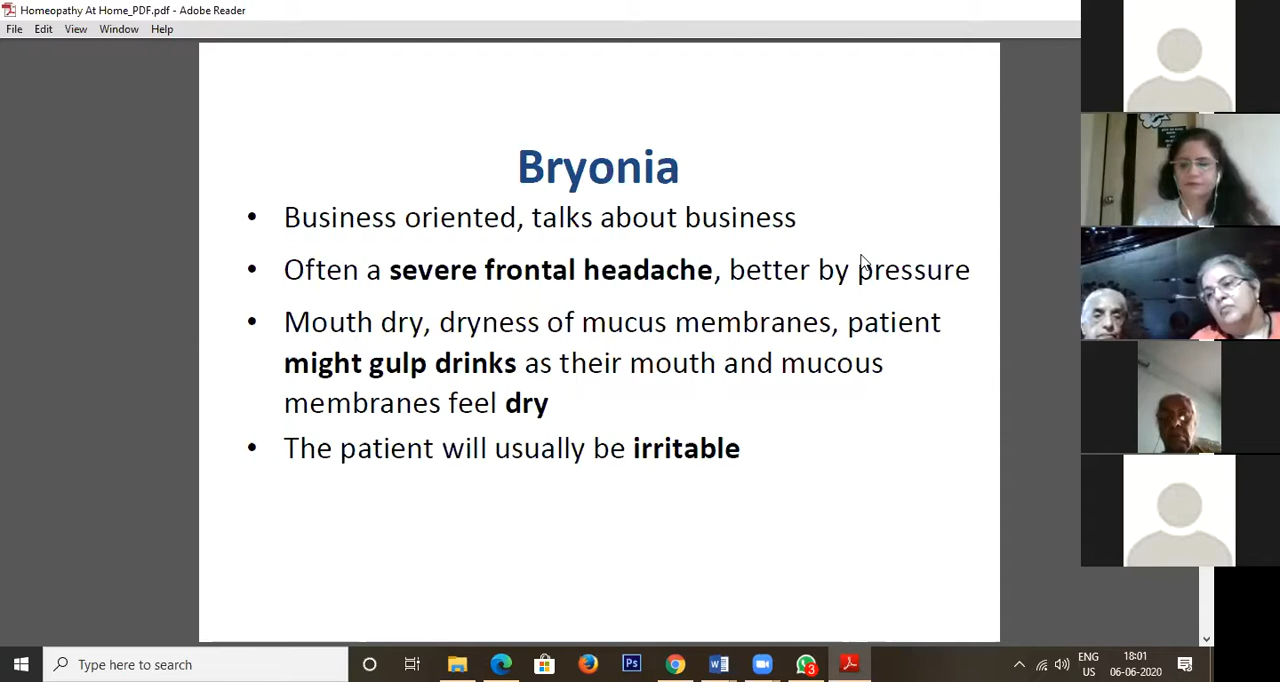 Homeopathy At Home_PDF.pdf - Adobe Reader
File Edit View Window Help
Bryonia
• Business oriented, talks about business
• Often a severe frontal headache, better by pressure
• Mouth dry, dryness of mucus membranes, patient
might gulp drinks as their mouth and mucous
membranes feel dry
• The patient will usually be irritable
Type here to search
Ps
W
3
ENG
US
18:01
06-06-2020